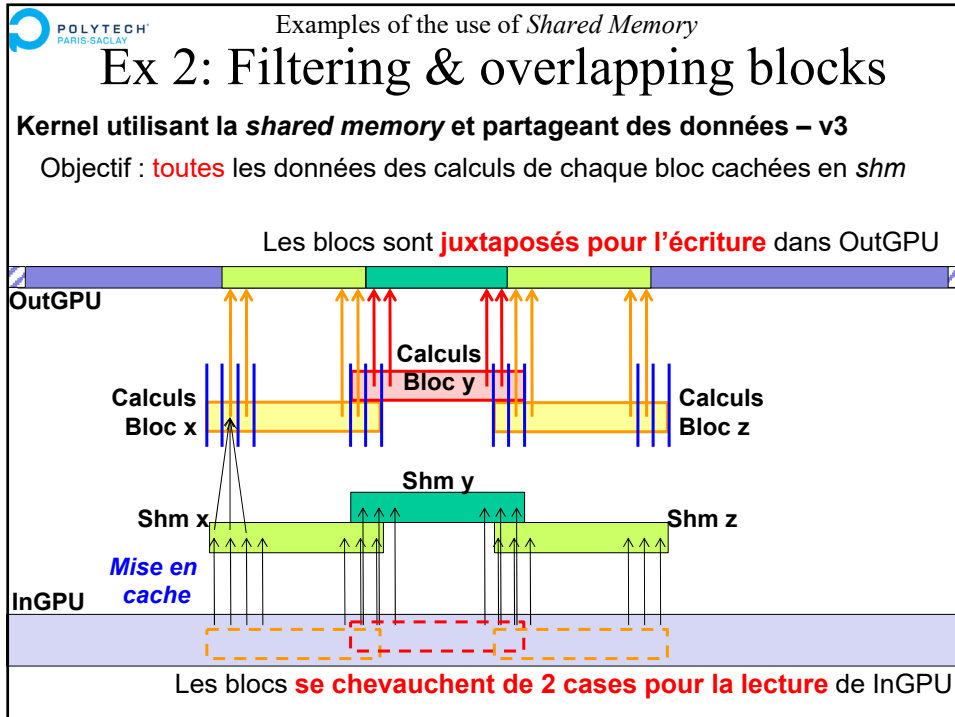 POLYTECH
PARIS-SACLAY
Examples of the use of Shared Memory
Ex 2: Filtering & overlapping blocks
Kernel utilisant la shared memory et partageant des données – v3
Objectif : toutes les données des calculs de chaque bloc cachées en shm
Les blocs sont juxtaposés pour l’écriture dans OutGPU
OutGPU
Calculs
Bloc y
Calculs
Bloc x
Calculs
Bloc z
Shm y
Shm x
Shm z
Mise en
cache
InGPU
Les blocs se chevauchent de 2 cases pour la lecture de InGPU